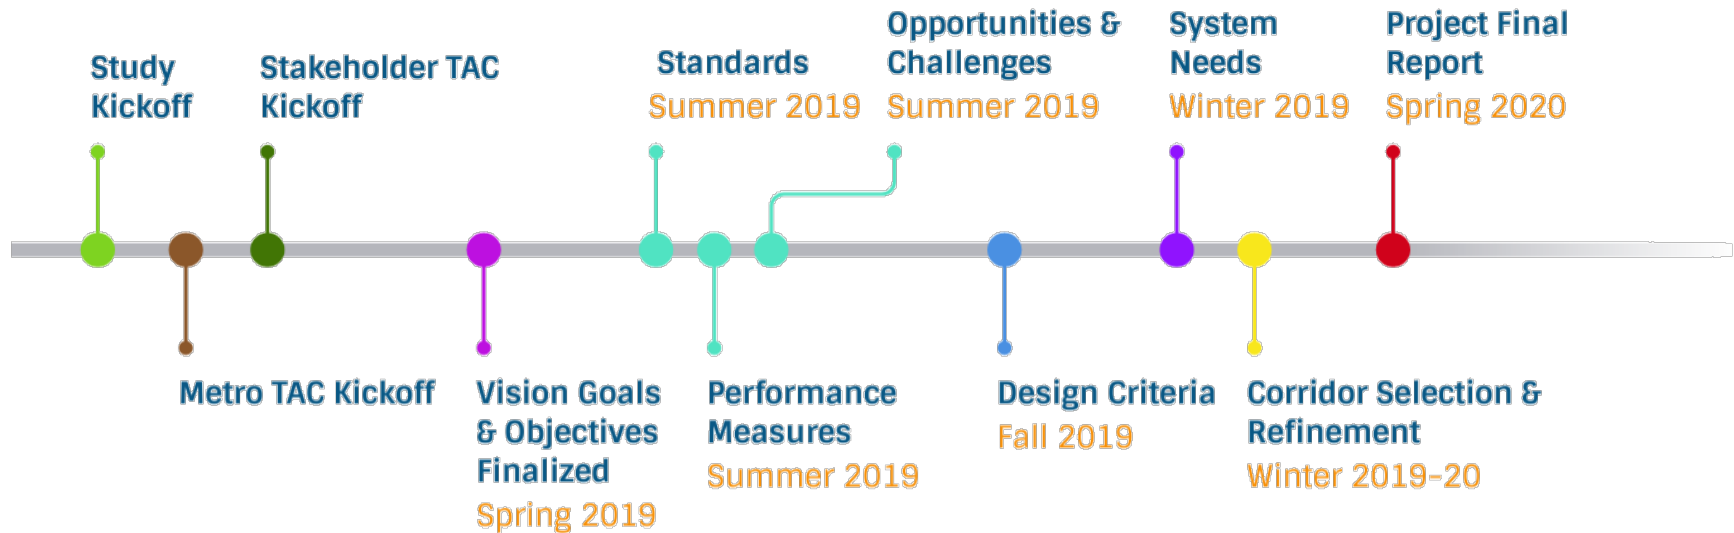 Study
Kickoff
Stakeholder TAC
Kickoff
Standards
Summer 2019
Opportunities &
Challenges
Summer 2019
System
Needs
Winter 2019
Project Final
Report
Spring 2020
Metro TAC Kickoff
Vision Goals
& Objectives
Finalized
Spring 2019
Performance
Measures
Summer 2019
Design Criteria
Fall 2019
Corridor Selection &
Refinement
Winter 2019-20